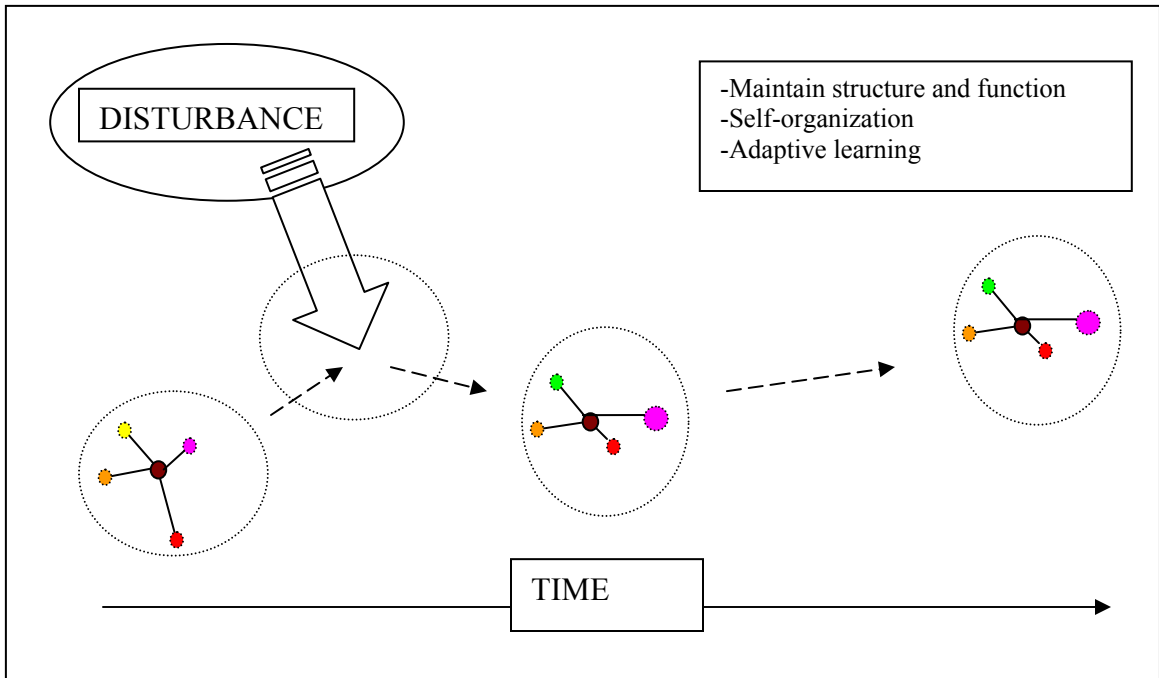 DISTURBANCE
-Maintain structure and function
-Self-organization
-Adaptive learning
TIME